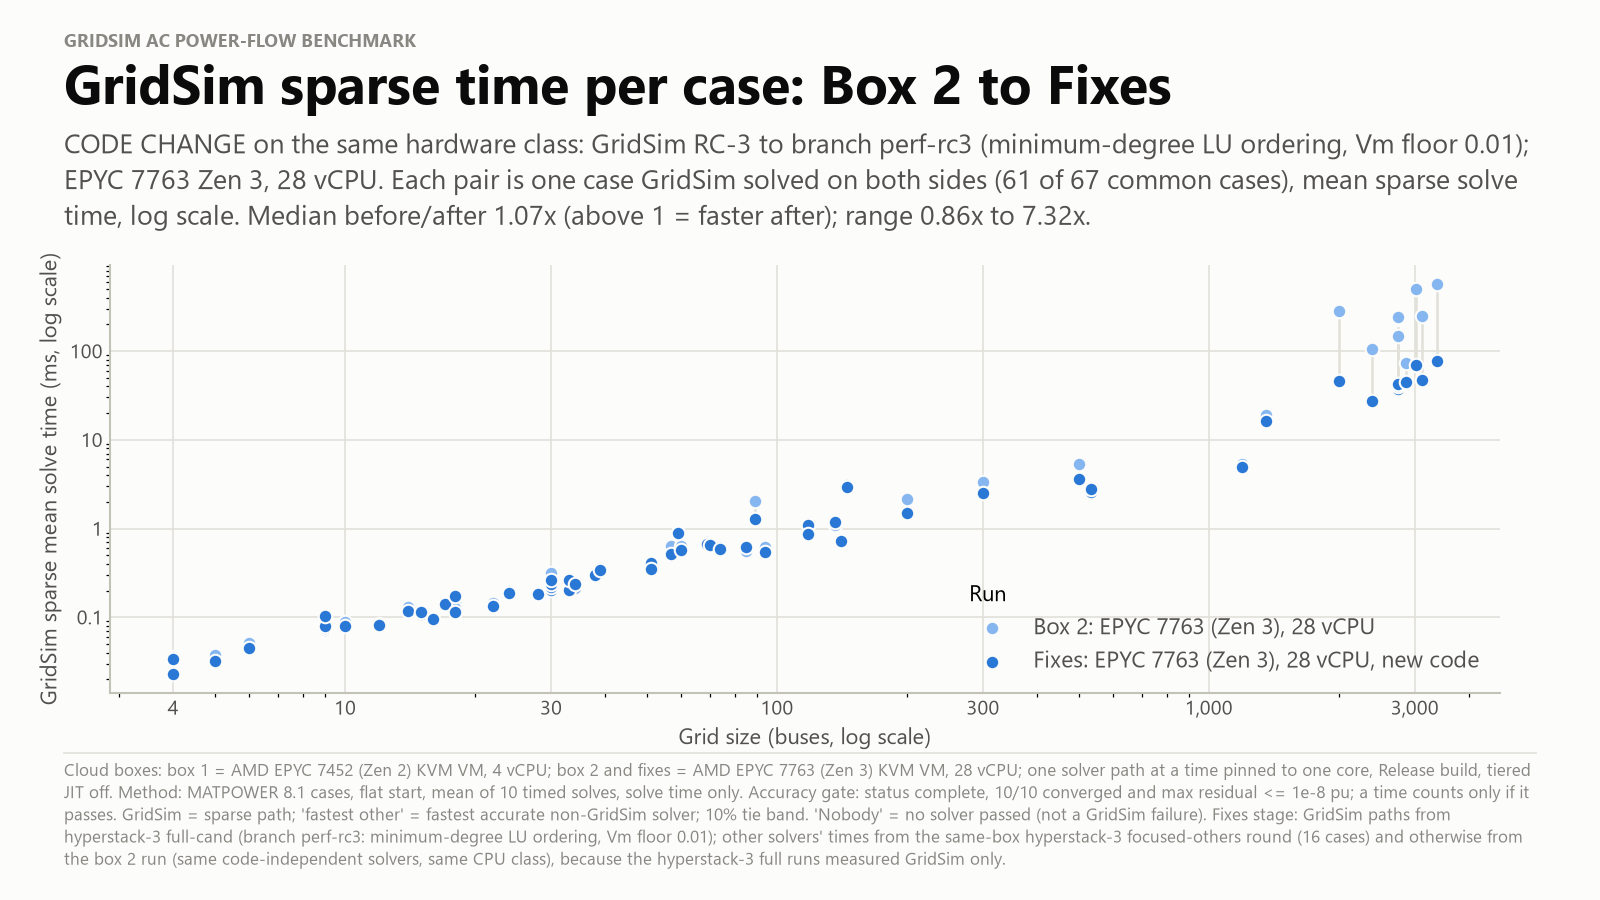 GRIDSIM AC POWER-FLOW BENCHMARK
GridSim sparse time per case: Box 2 to Fixes
CODE CHANGE on the same hardware class: GridSim RC-3 to branch perf-rc3 (minimum-degree LU ordering, Vm floor 0.01);
EPYC 7763 Zen 3, 28 vCPU. Each pair is one case GridSim solved on both sides (61 of 67 common cases), mean sparse solve
time, log scale. Median before/after 1.07x (above 1 = faster after); range 0.86x to 7.32x.
GridSim sparse mean solve time (ms, log scale)
100
10
1
0.1
Run
Box 2: EPYC 7763 (Zen 3), 28 vCPU
Fixes: EPYC 7763 (Zen 3), 28 vCPU, new code
4 10 30 100 300 1,000 3,000
Grid size (buses, log scale)
Cloud boxes: box 1 = AMD EPYC 7452 (Zen 2) KVM VM, 4 vCPU; box 2 and fixes = AMD EPYC 7763 (Zen 3) KVM VM, 28 vCPU; one solver path at a time pinned to one core, Release build, tiered
JIT off. Method: MATPOWER 8.1 cases, flat start, mean of 10 timed solves, solve time only. Accuracy gate: status complete, 10/10 converged and max residual <= 1e-8 pu; a time counts only if it
passes. GridSim = sparse path; 'fastest other' = fastest accurate non-GridSim solver; 10% tie band. 'Nobody' = no solver passed (not a GridSim failure). Fixes stage: GridSim paths from
hyperstack-3 full-cand (branch perf-rc3: minimum-degree LU ordering, Vm floor 0.01); other solvers' times from the same-box hyperstack-3 focused-others round (16 cases) and otherwise from
the box 2 run (same code-independent solvers, same CPU class), because the hyperstack-3 full runs measured GridSim only.